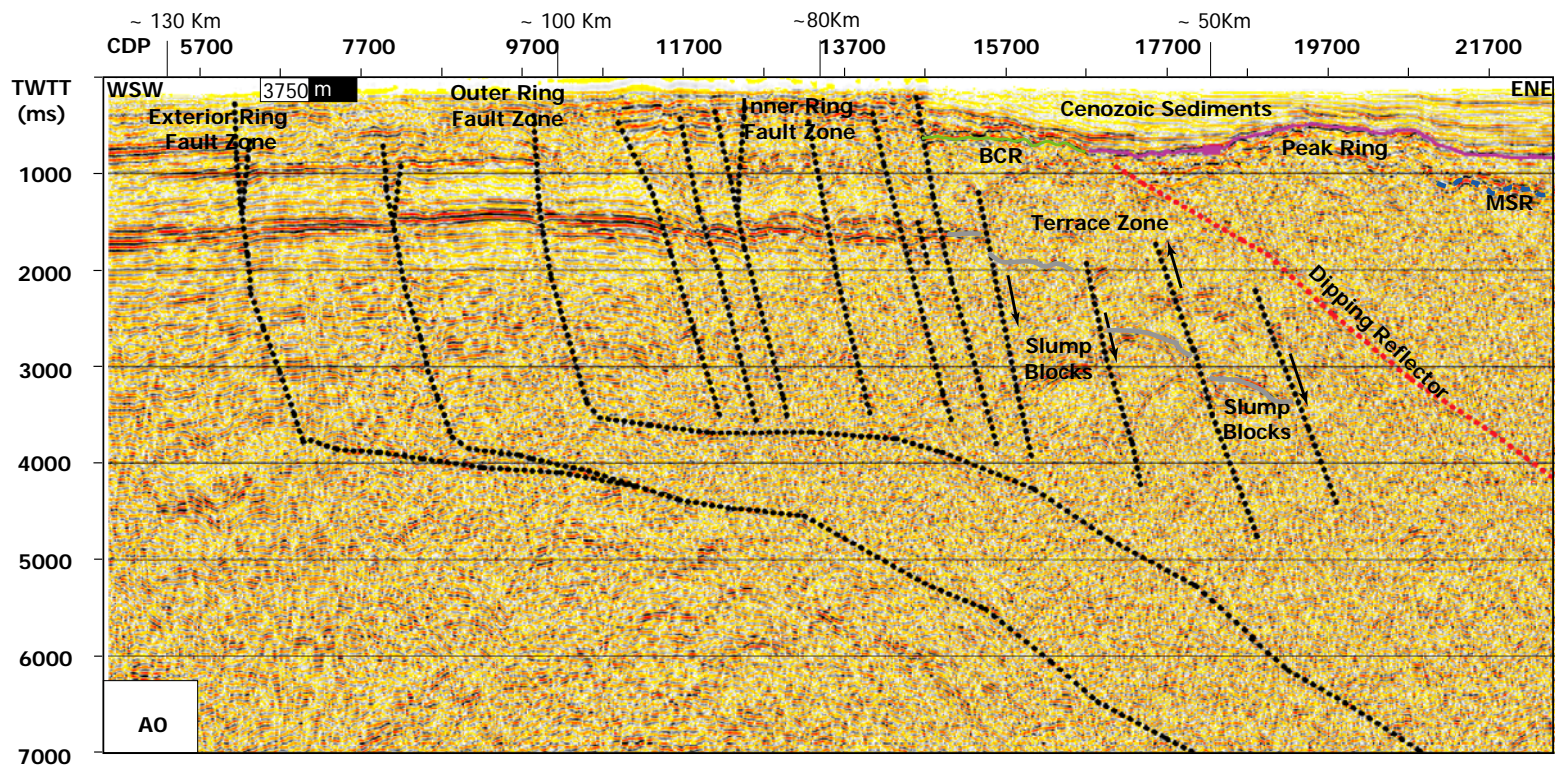 ~ 130 Km ~ 100 Km ~80Km ~ 50Km
CDP 5700 7700 9700 11700 13700 15700 17700 19700 21700
TWTT
(ms)
WSW
3750 m
ENE
Exterior Ring
Fault Zone
Outer Ring
Fault Zone
Inner Ring
Fault Zone
Cenozoic Sediments
BCR
Peak Ring
MSR
Terrace Zone
Dipping Reflector
Slump
Blocks
Slump
Blocks
1000
2000
3000
4000
5000
6000
7000
A0